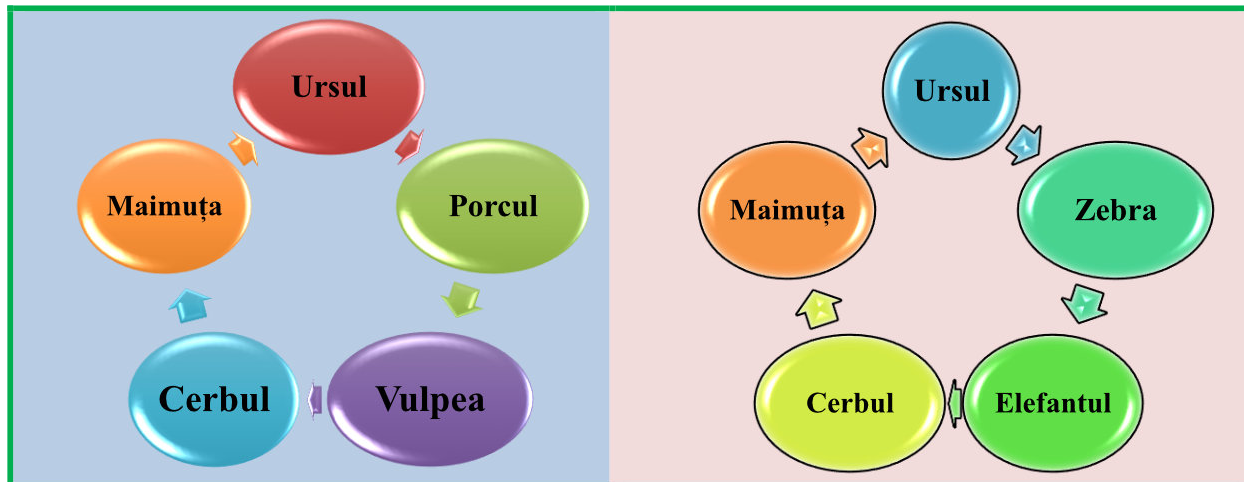 Ursul
Porcul
Vulpea
Cerbul
Maimuța
Ursul
Zebra
Elefantul
Cerbul
Maimuța